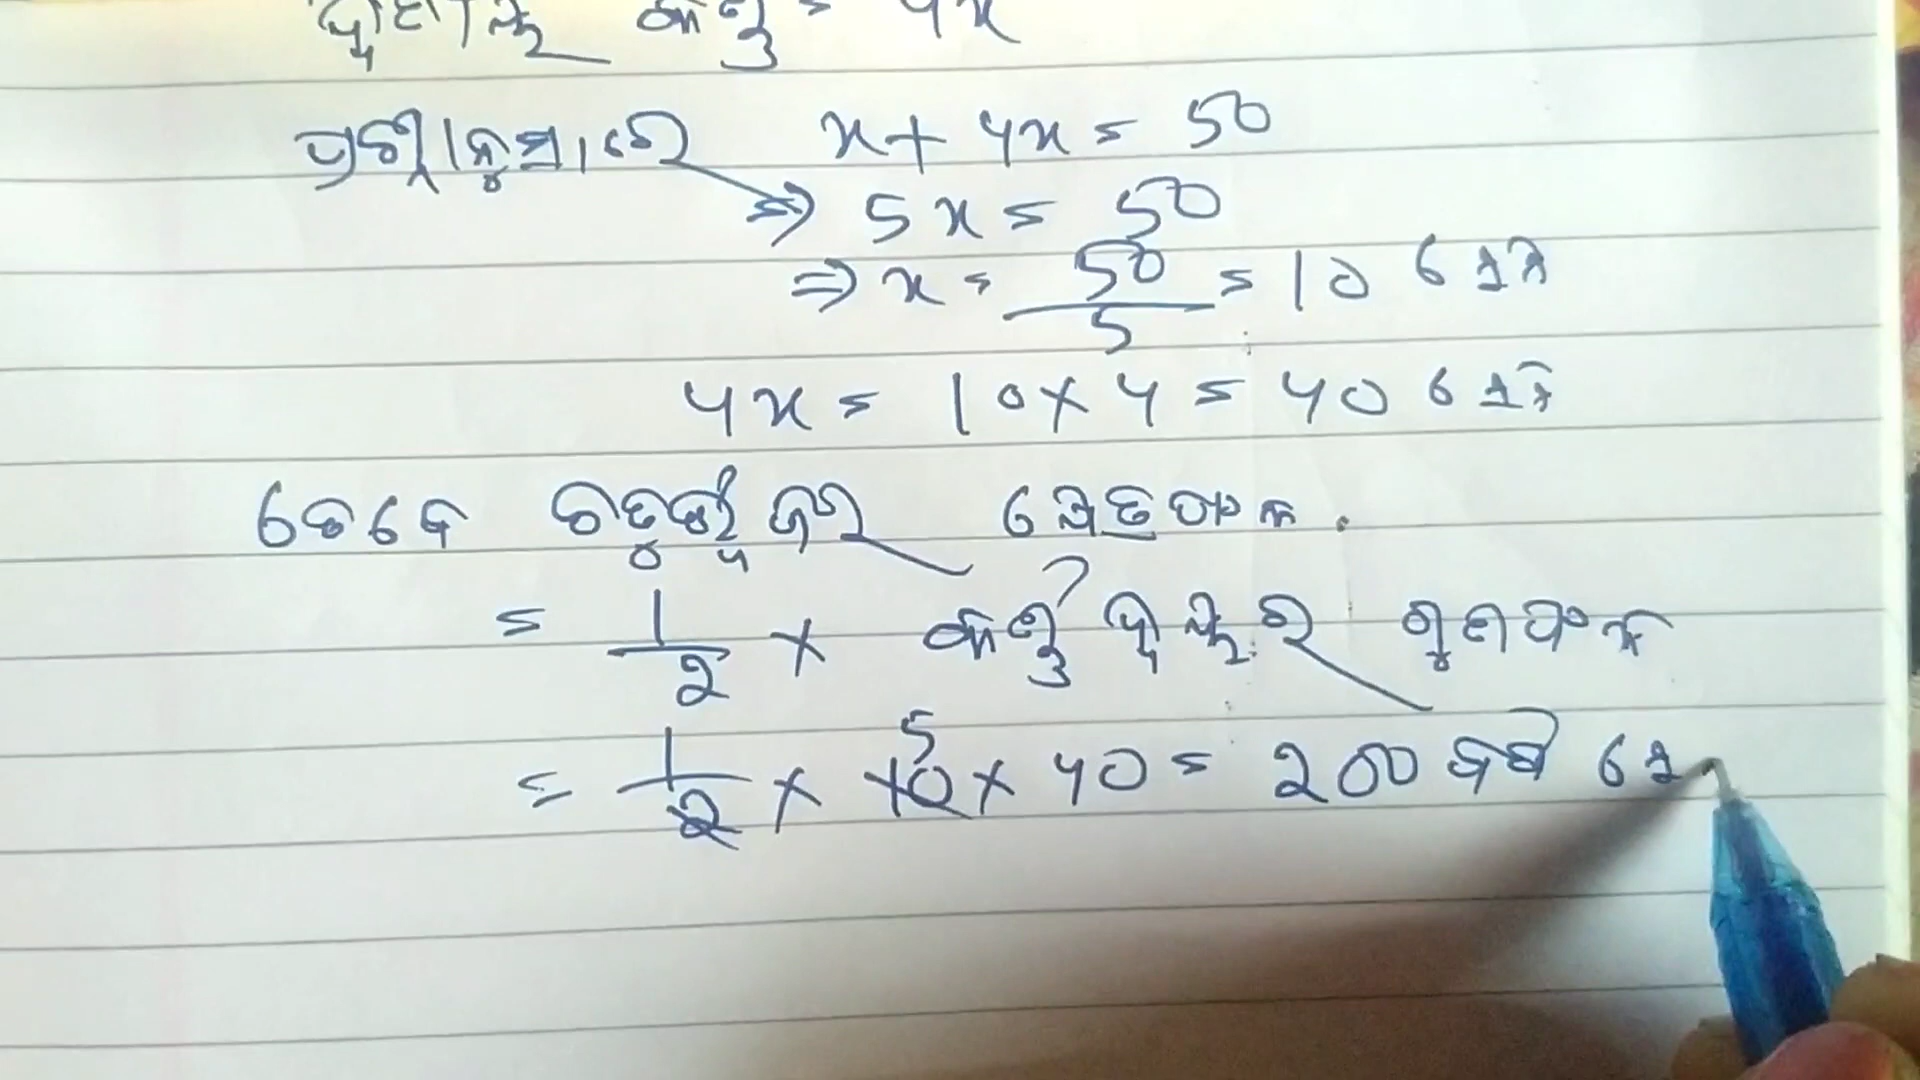 କର୍ଣ୍ଣ = 4x
ପ୍ରଶ୍ନାନୁସାରେ x + 4x = 50
⇒ 5x = 50
⇒ x = 50/5 = 10 ସେମି
4x = 10 × 4 = 40 ସେମି
ତେବେ ଚତୁର୍ଭୁଜର କ୍ଷେତ୍ରଫଳ .
= 1/2 × କର୍ଣ୍ଣ ଦ୍ୱୟର ଗୁଣଫଳ
= 1/2 × 10 5 × 40 = 200 ବର୍ଗ ସେ